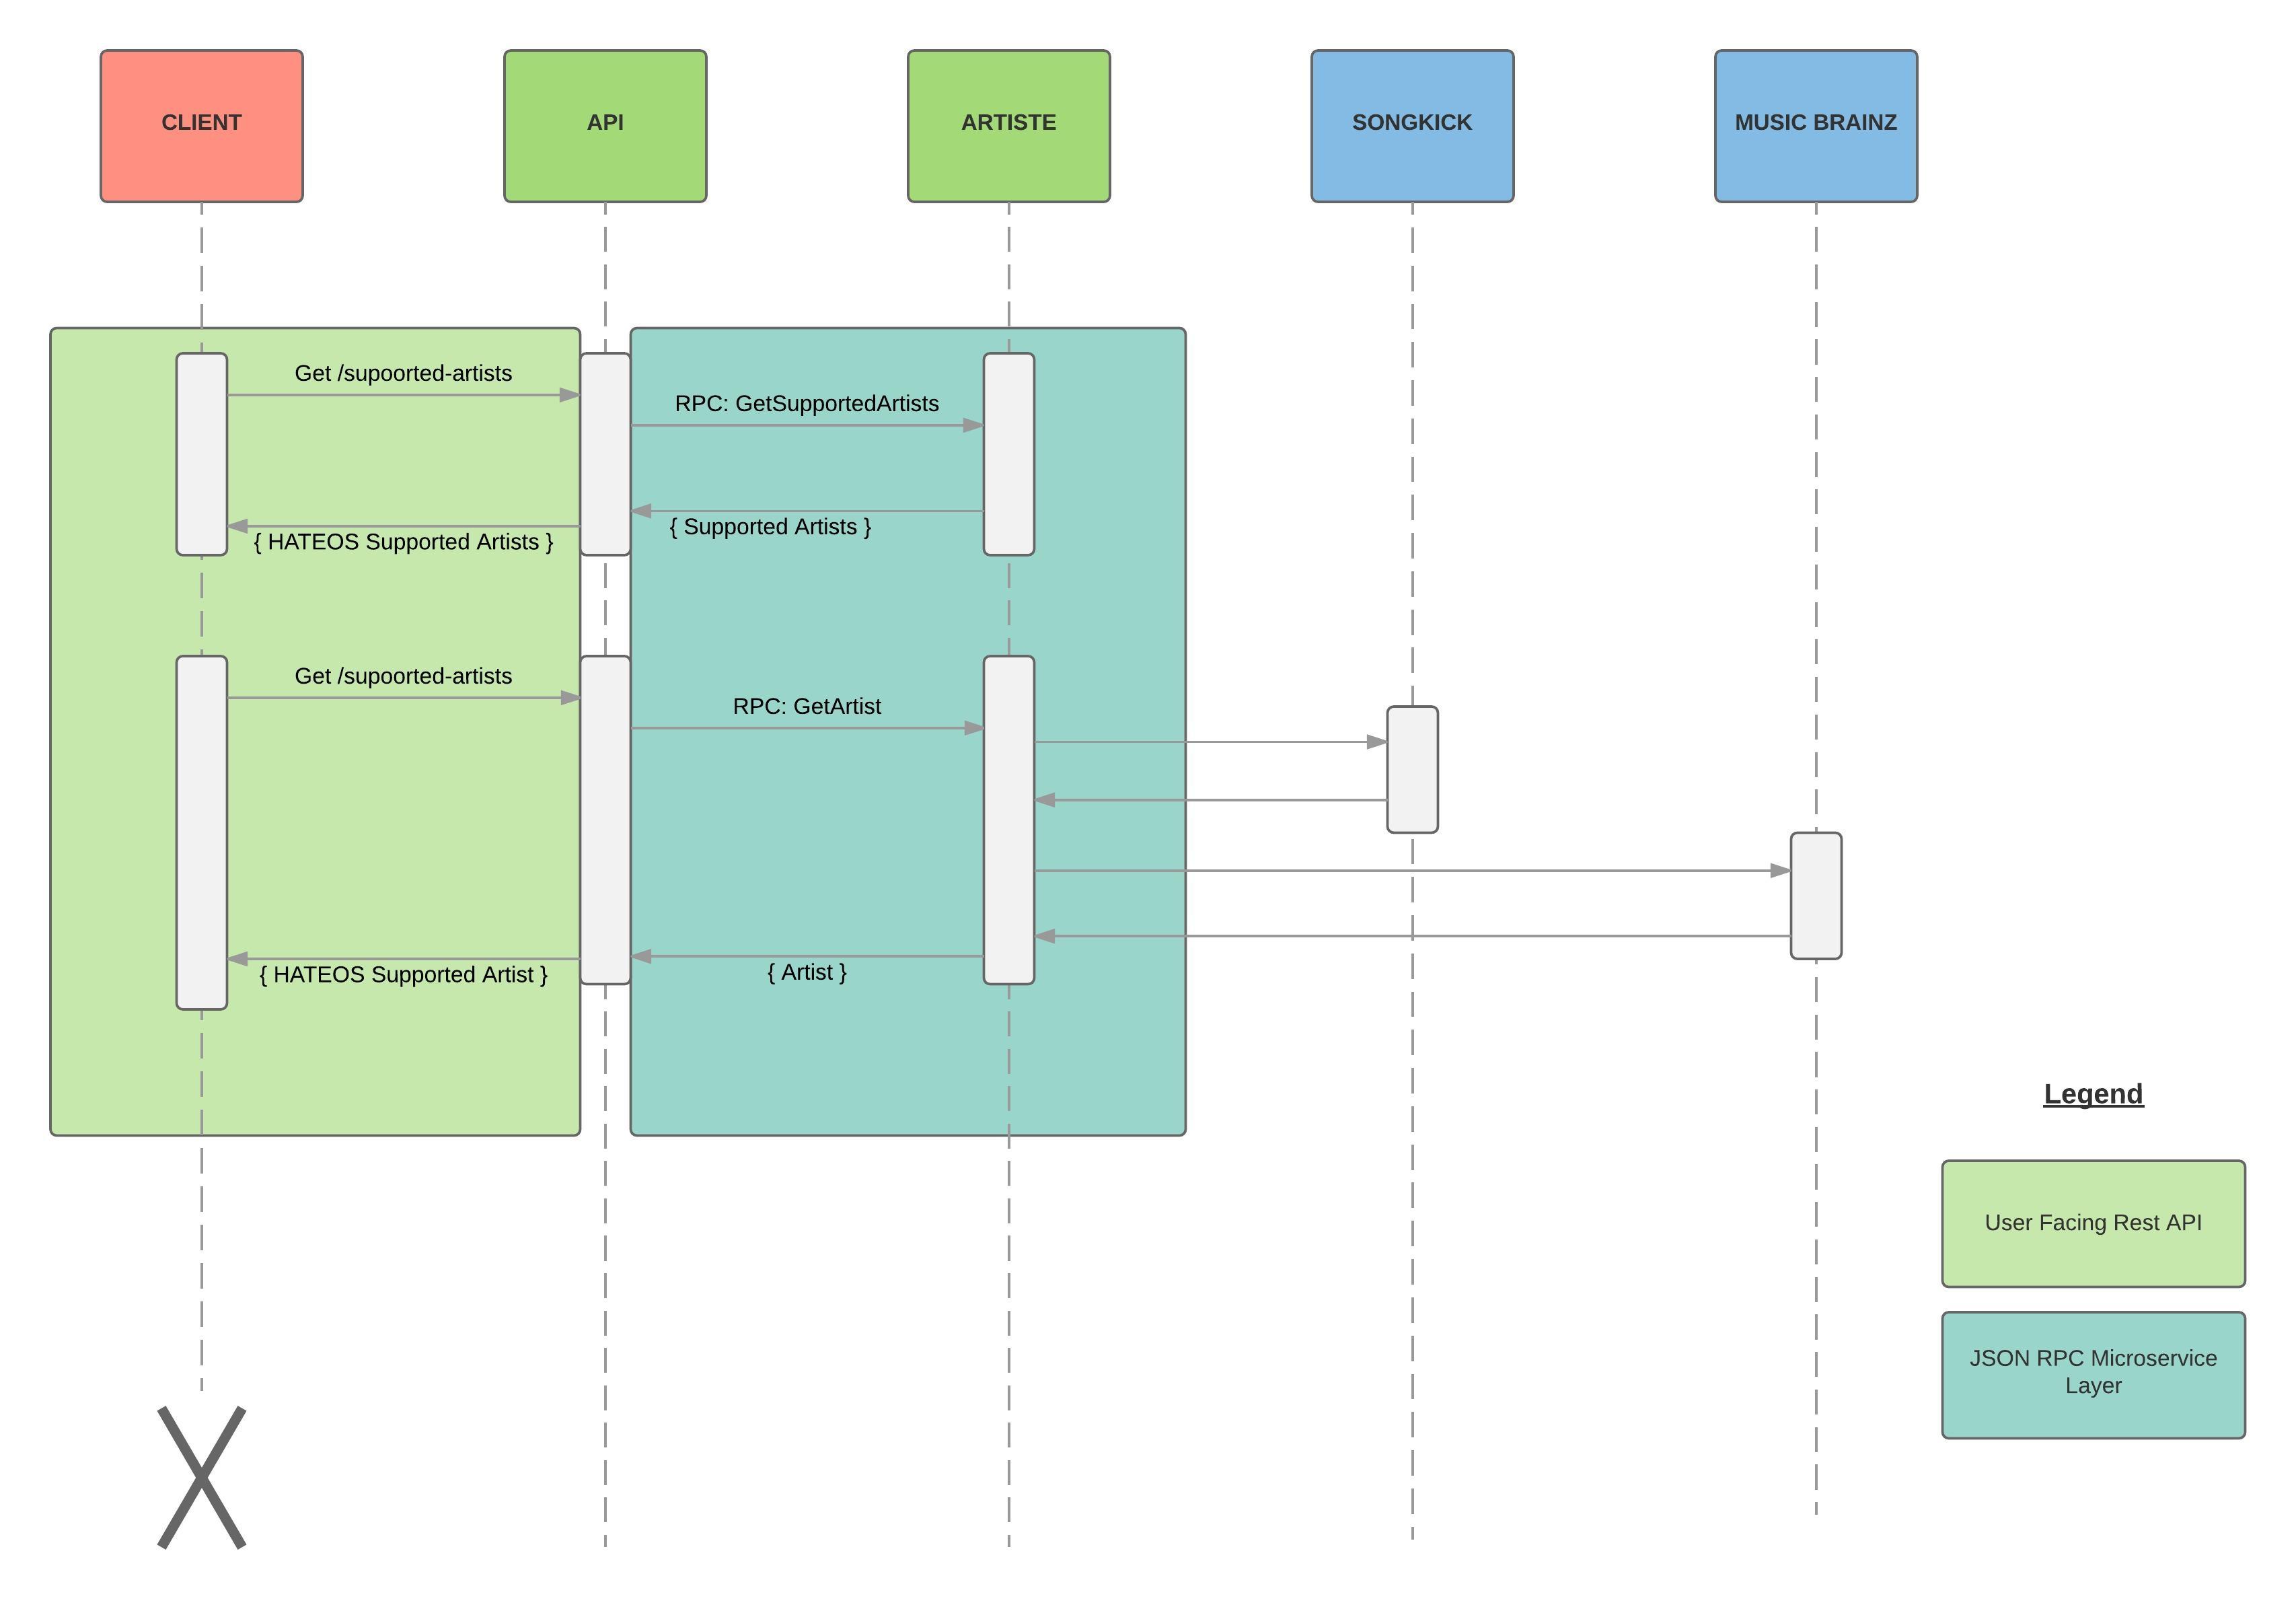 CLIENT
API
ARTISTE
SONGKICK
MUSIC BRAINZ
Get /supoorted-artists
RPC: GetSupportedArtists
{ Supported Artists }
{ HATEOS Supported Artists }
Get /supoorted-artists
RPC: GetArtist
{ Artist }
{ HATEOS Supported Artist }
Legend
User Facing Rest API
JSON RPC Microservice
Layer